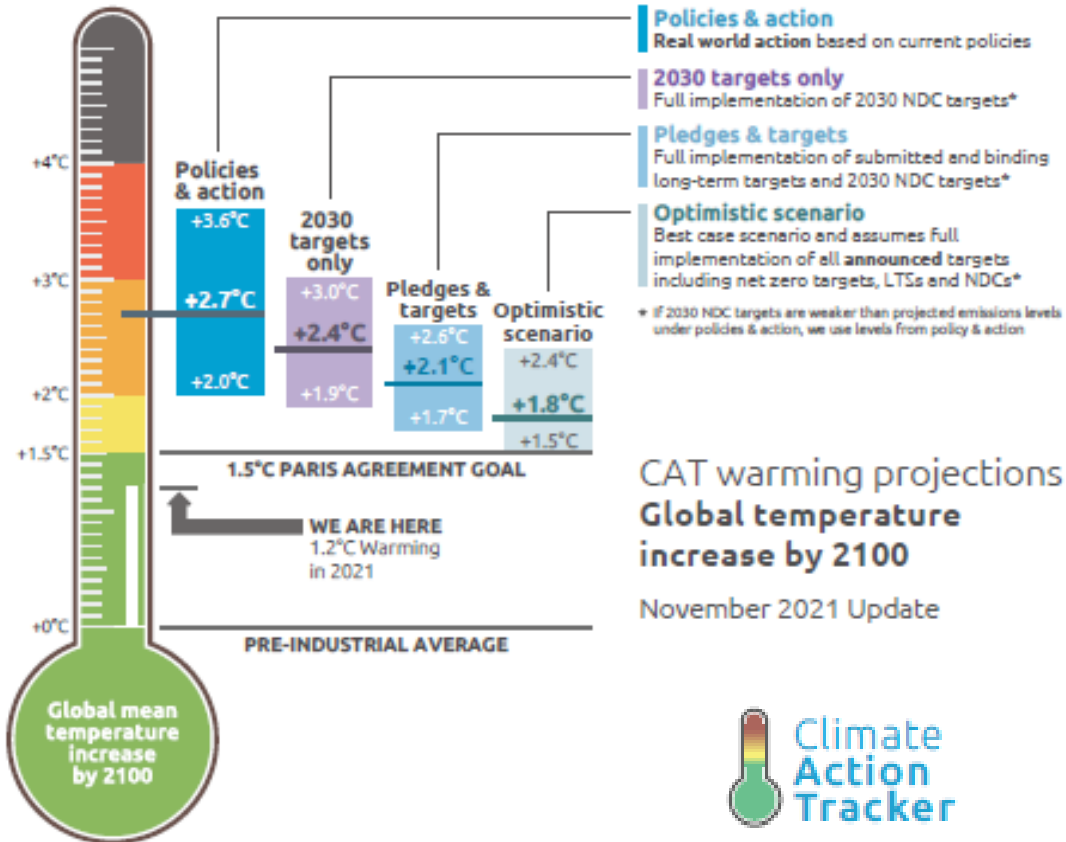 Policies & action
Real world action based on current policies
2030 targets only
Full implementation of 2030 NDC targets*
Pledges & targets
Full implementation of submitted and binding
long-term targets and 2030 NDC targets*
Optimistic scenario
Best case scenario and assumes full
implementation of all announced targets
including net zero targets, LTSs and NDCs*
* If 2030 NDC targets are weaker than projected emissions levels
under policies & action, we use levels from policy & action
+4°C
+3°C
+2°C
+1.5°C
+0°C
Policies
& action
+3.6°C
+2.7°C
+2.0°C
2030
targets
only
+3.0°C
+2.4°C
+1.9°C
Pledges &
targets
+2.6°C
+2.1°C
+1.7°C
Optimistic
scenario
+2.4°C
+1.8°C
+1.5°C
1.5°C PARIS AGREEMENT GOAL
WE ARE HERE
1.2°C Warming
in 2021
PRE-INDUSTRIAL AVERAGE
Global mean
temperature
increase
by 2100
CAT warming projections
Global temperature
increase by 2100
November 2021 Update
Climate
Action
Tracker